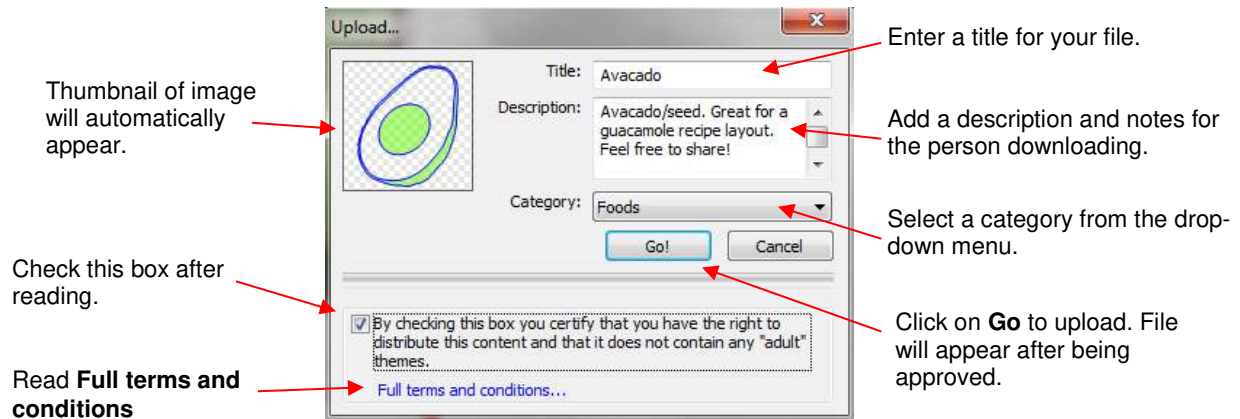 Upload...
Enter a title for your file.
Title:
Avacado
Thumbnail of image
will automatically
appear.
Description:
Avacado/seed. Great for a
guacamole recipe layout.
Feel free to share!
Add a description and notes for
the person downloading.
Category:
Foods
Select a category from the drop-
down menu.
Go!
Cancel
Check this box after
reading.
By checking this box you certify that you have the right to
distribute this content and that it does not contain any "adult"
themes.
Click on Go to upload. File
will appear after being
approved.
Read Full terms and
conditions
Full terms and conditions...